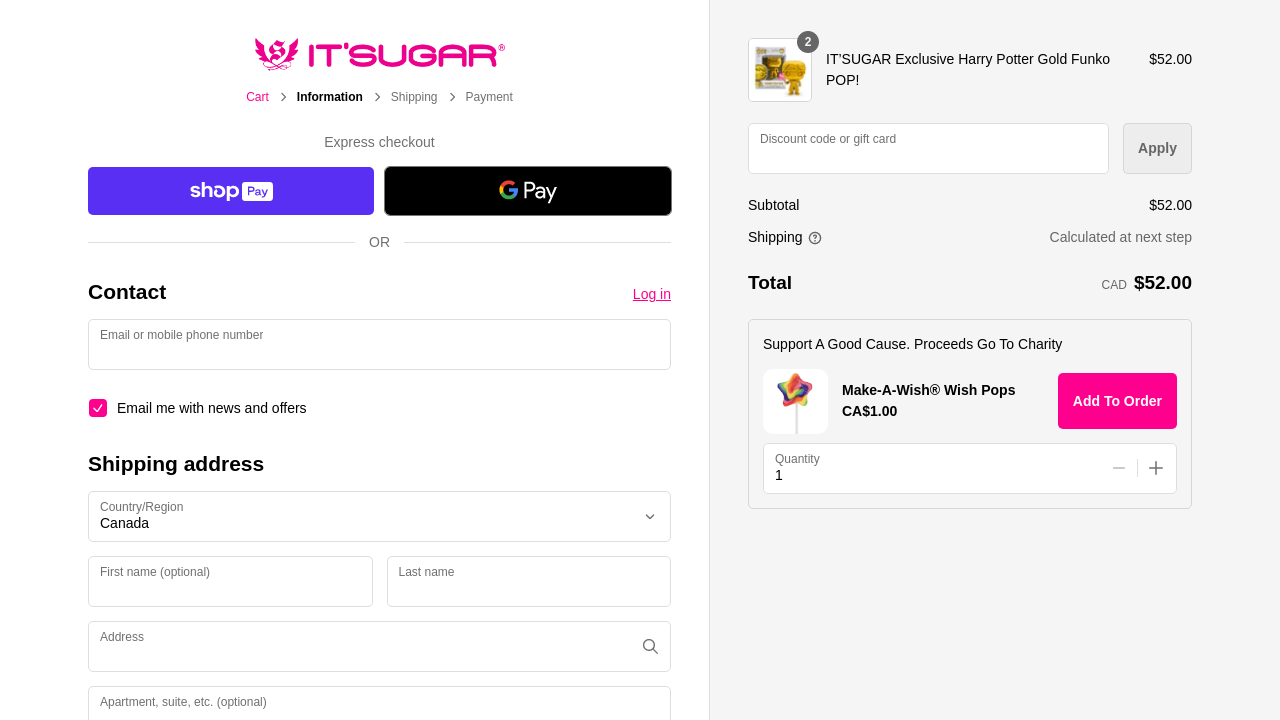 IT'SUGAR®
Cart > Information > Shipping > Payment
Express checkout
shop Pay
G Pay
OR
Contact
Log in
Email or mobile phone number
Email me with news and offers
Shipping address
Country/Region
Canada
First name (optional)
Last name
Address
Apartment, suite, etc. (optional)
2
IT'SUGAR Exclusive Harry Potter Gold Funko
POP!
$52.00
Discount code or gift card
Apply
Subtotal
$52.00
Shipping
Calculated at next step
Total
CAD $52.00
Support A Good Cause. Proceeds Go To Charity
Make-A-Wish® Wish Pops
CA$1.00
Add To Order
Quantity
1